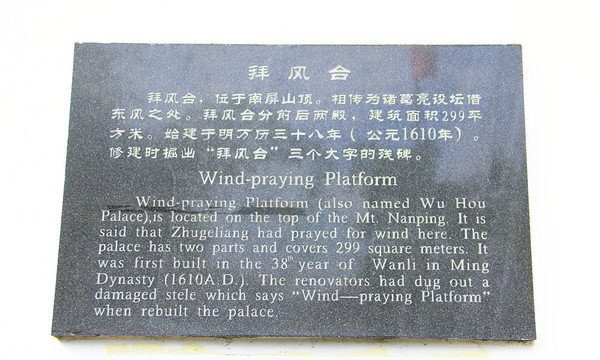 拜风台
拜风台，位于南屏山顶。相传为诸葛亮设坛借
东风之处。拜风台分前后两殿，建筑面积299平
方米。始建于明万历三十八年（公元1610年）。
修建时掘出“拜风台”三个大字的残碑。
Wind-praying Platform
Wind-praying Platform (also named Wu Hou
Palace),is located on the top of the Mt. Nanping. It is
said that Zhugeliang had prayed for wind here. The
palace has two parts and covers 299 square meters. It
was first built in the 38th year of Wanli in Ming
Dynasty (1610A.D.). The renovators had dug out a
damaged stele which says “Wind—praying Platform”
when rebuilt the palace.